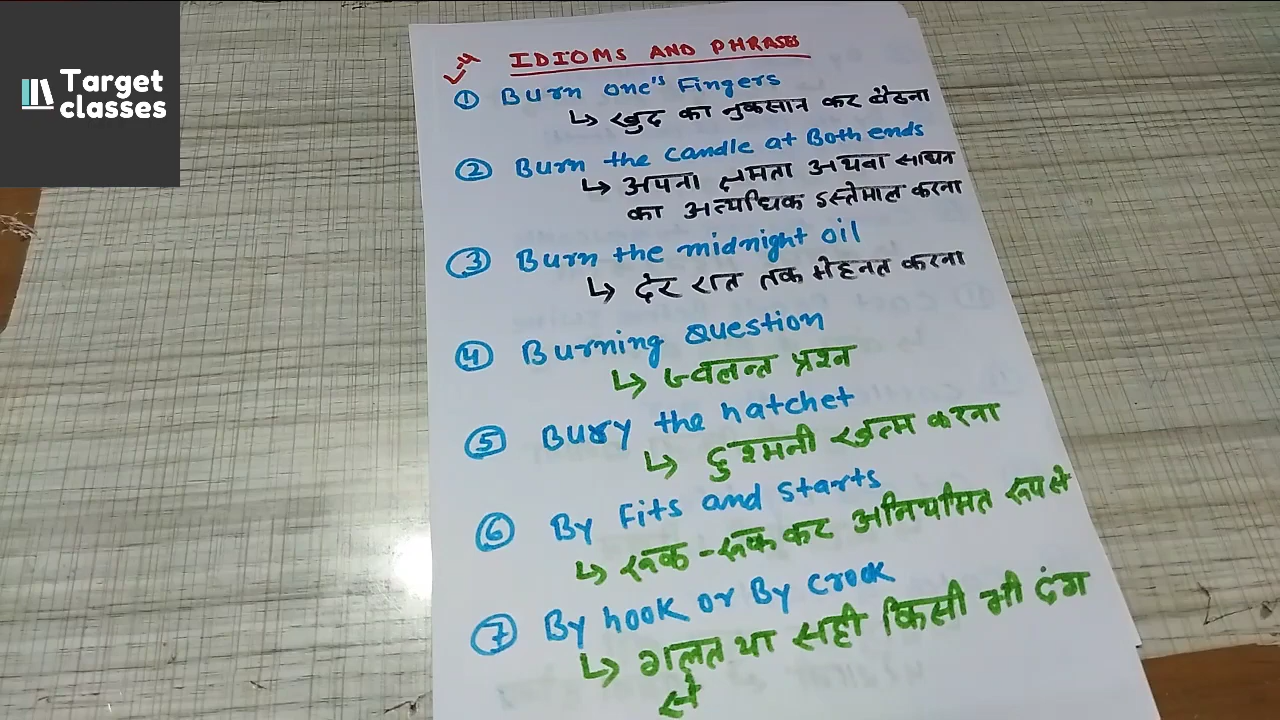 Target
classes
L-4 IDIOMS AND PHRASES
① Burn one's Fingers
↳ खुद का नुकसान कर बैठना
② Burn the candle at Both ends
↳ अपना क्षमता अथवा साधन
का अत्यधिक इस्तेमाल करना
③ Burn the midnight oil
↳ देर रात तक मेहनत करना
④ Burning Question
↳ ज्वलन्त प्रश्न
⑤ Bury the hatchet
↳ दुश्मनी खत्म करना
⑥ By Fits and starts
↳ रूक-रूक कर अनियमित रूप से
⑦ By hook or By crook
↳ गलत या सही किसी भी ढंग
से